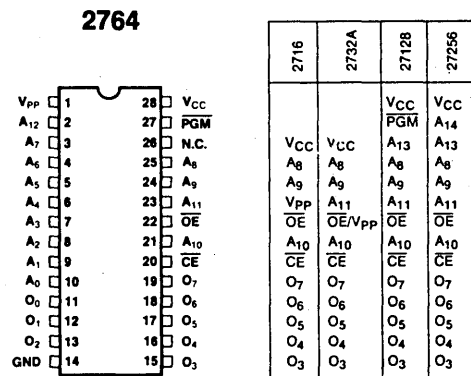 2764
2716 2732A 27128 27256
VPP 1 28 VCC VCC VCC
A12 2 27 PGM PGM A14
A7 3 26 N.C. VCC VCC A13 A13
A6 4 25 A8 A8 A8 A8 A8
A5 5 24 A9 A9 A9 A9 A9
A4 6 23 A11 VPP A11 A11 A11
A3 7 22 OE OE OE/VPP OE OE
A2 8 21 A10 A10 A10 A10 A10
A1 9 20 CE CE CE CE CE
A0 10 19 O7 O7 O7 O7 O7
O0 11 18 O6 O6 O6 O6 O6
O1 12 17 O5 O5 O5 O5 O5
O2 13 16 O4 O4 O4 O4 O4
GND 14 15 O3 O3 O3 O3 O3